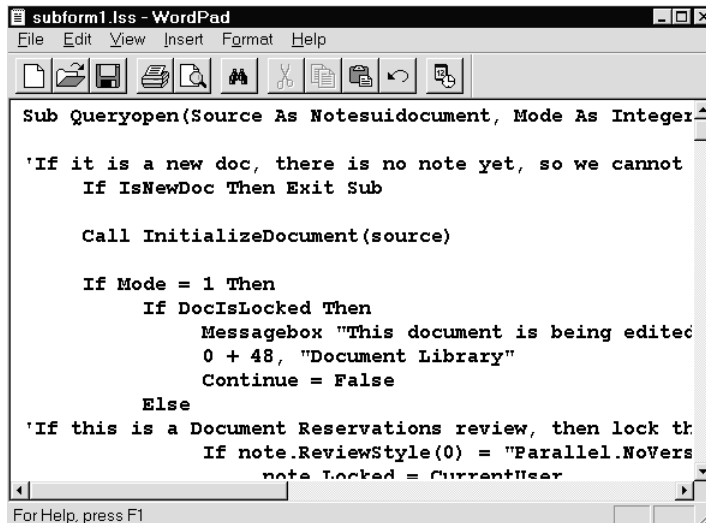 subform1.lss - WordPad
File Edit View Insert Format Help
Sub Queryopen(Source As Notesuidocument, Mode As Integer
'If it is a new doc, there is no note yet, so we cannot
If IsNewDoc Then Exit Sub
Call InitializeDocument(source)
If Mode = 1 Then
If DocIsLocked Then
Messagebox "This document is being edited
0 + 48, "Document Library"
Continue = False
Else
'If this is a Document Reservations review, then lock th
If note.ReviewStyle(0) = "Parallel.NoVers
note.Locked = CurrentUser
For Help, press F1